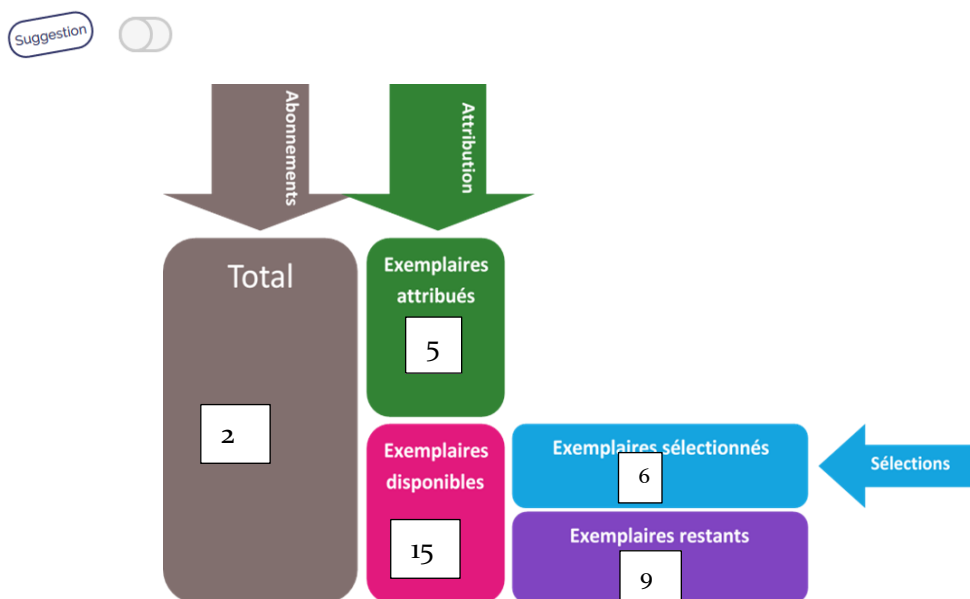 Suggestion
Abonnements
Attribution
Total
2
Exemplaires
attribués
5
Exemplaires
disponibles
15
Exemplaires sélectionnés
6
Sélections
Exemplaires restants
9